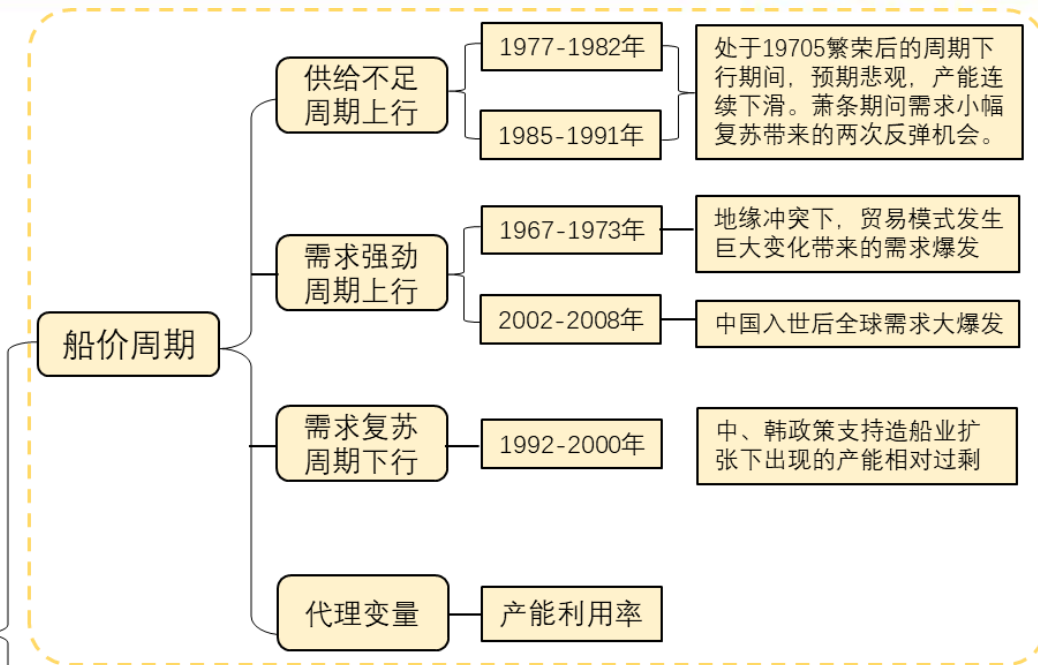 船价周期
供给不足
周期上行
1977-1982年
1985-1991年
处于19705繁荣后的周期下
行期间，预期悲观，产能连
续下滑。萧条期问需求小幅
复苏带来的两次反弹机会。
需求强劲
周期上行
1967-1973年
地缘冲突下，贸易模式发生
巨大变化带来的需求爆发
2002-2008年
中国入世后全球需求大爆发
需求复苏
周期下行
1992-2000年
中、韩政策支持造船业扩
张下出现的产能相对过剩
代理变量
产能利用率